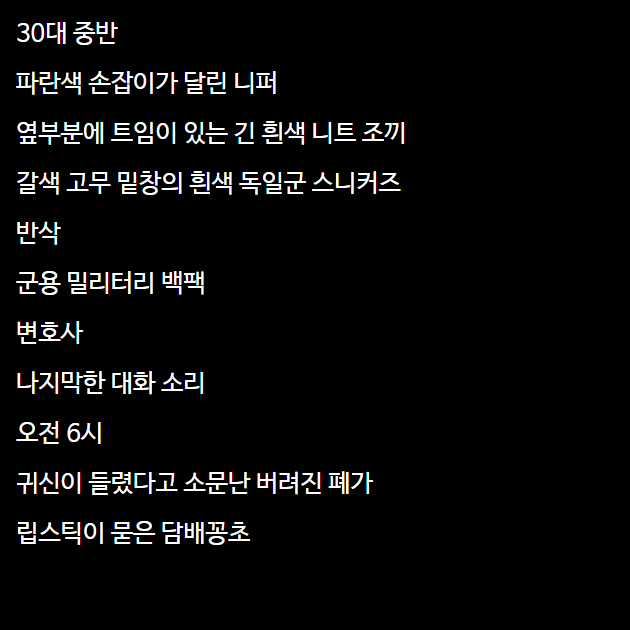 30대 중반
파란색 손잡이가 달린 니퍼
옆부분에 트임이 있는 긴 흰색 니트 조끼
갈색 고무 밑창의 흰색 독일군 스니커즈
반삭
군용 밀리터리 백팩
변호사
나지막한 대화 소리
오전 6시
귀신이 들렸다고 소문난 버려진 폐가
립스틱이 묻은 담배꽁초